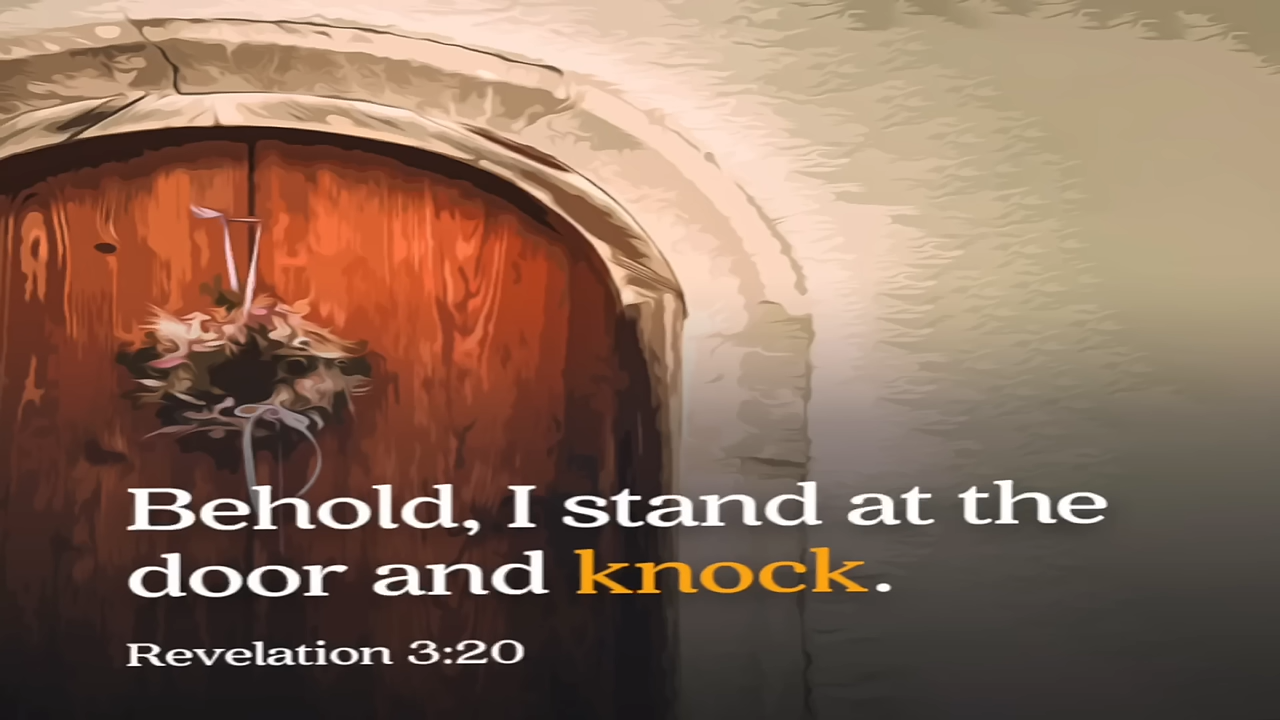 Behold, I stand at the
door and knock.
Revelation 3:20